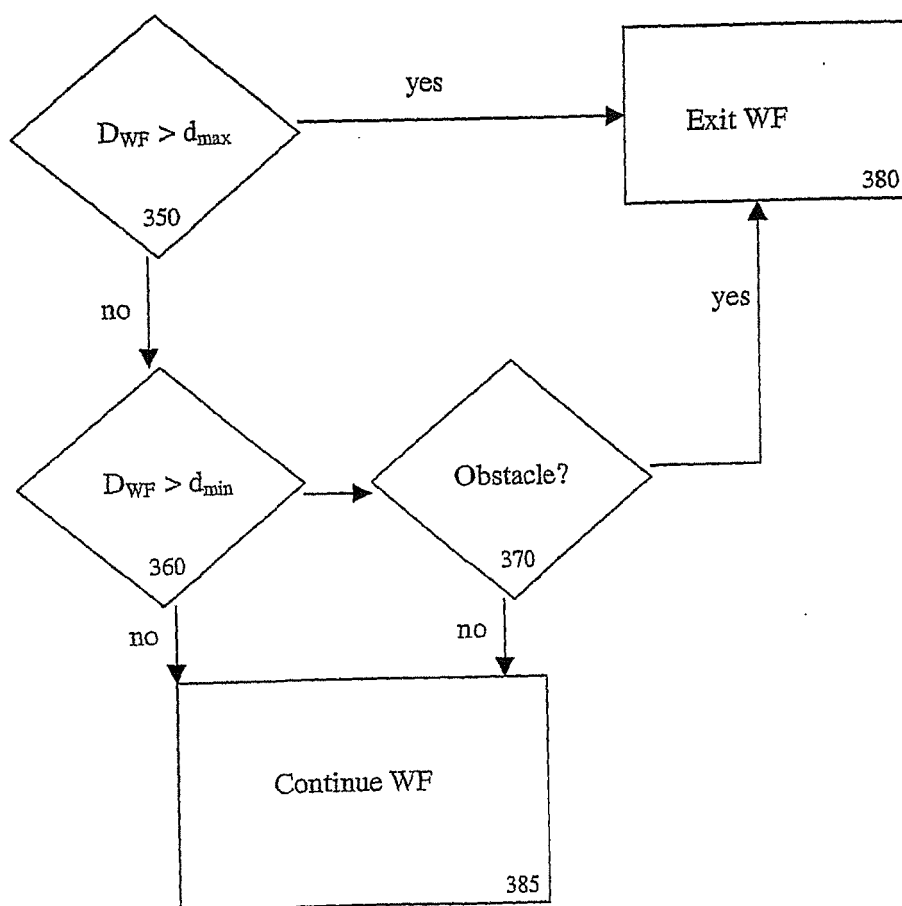 yes
D_WF > d_max
Exit WF
350
380
no
yes
D_WF > d_min
Obstacle?
360
370
no
no
Continue WF
385